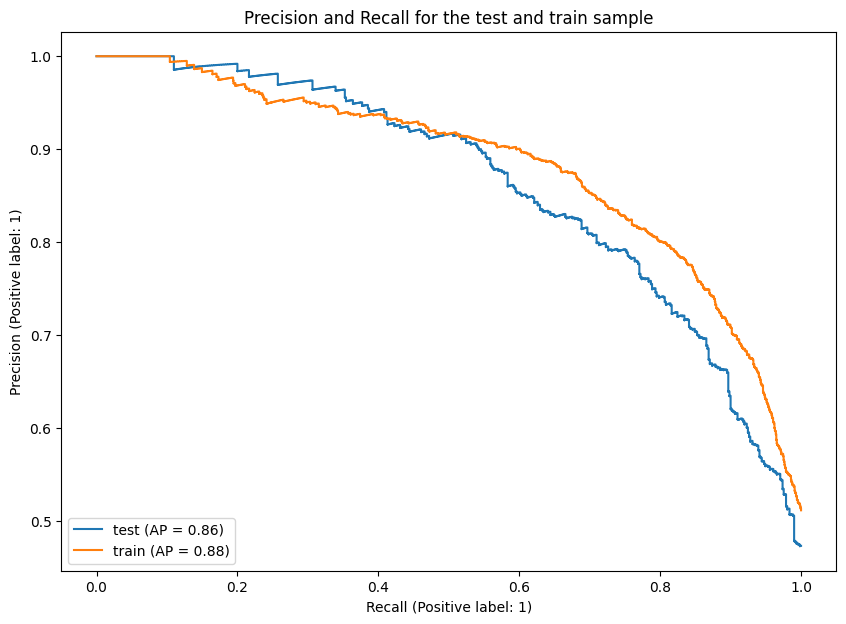 Precision and Recall for the test and train sample
1.0
0.9
0.8
0.7
0.6
0.5
Precision (Positive label: 1)
test (AP = 0.86)
train (AP = 0.88)
0.0 0.2 0.4 0.6 0.8 1.0
Recall (Positive label: 1)